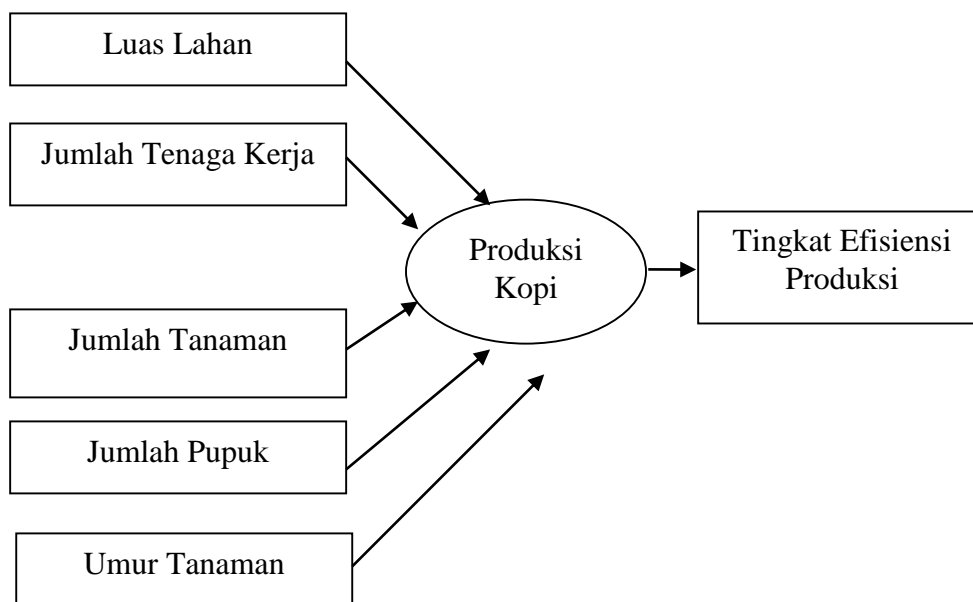 Luas Lahan
Jumlah Tenaga Kerja
Jumlah Tanaman
Jumlah Pupuk
Umur Tanaman
Produksi
Kopi
Tingkat Efisiensi
Produksi